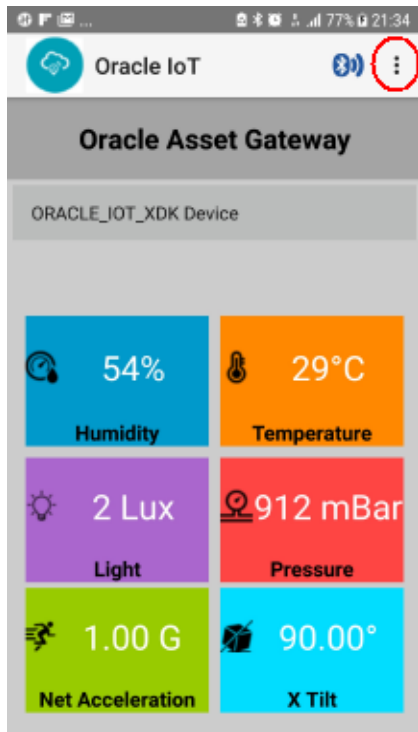 ... 77% 21:34
Oracle IoT
Oracle Asset Gateway
ORACLE_IOT_XDK Device
54% 29°C
Humidity Temperature
2 Lux 912 mBar
Light Pressure
1.00 G 90.00°
Net Acceleration X Tilt